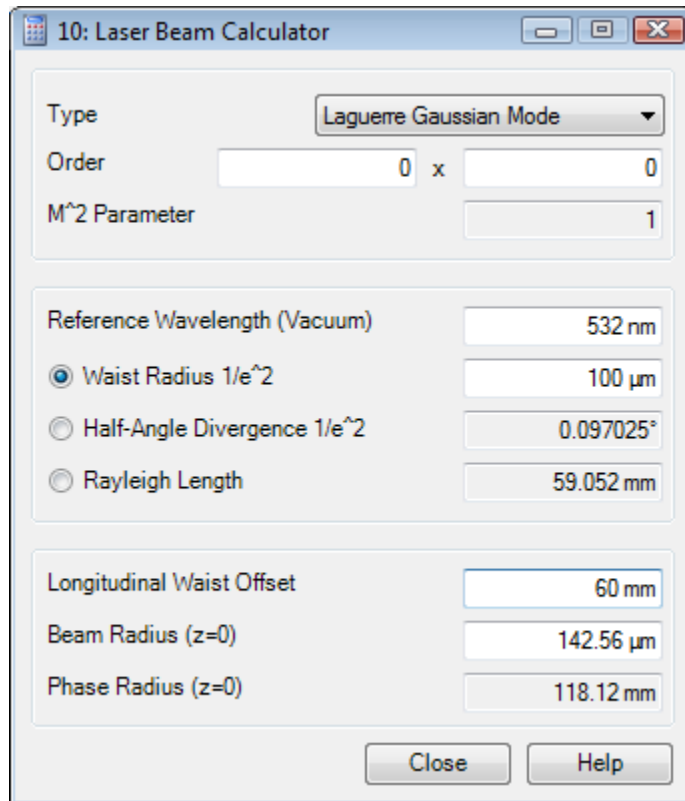 10: Laser Beam Calculator
Type Laguerre Gaussian Mode
Order 0 x 0
M^2 Parameter 1
Reference Wavelength (Vacuum) 532 nm
Waist Radius 1/e^2 100 µm
Half-Angle Divergence 1/e^2 0.097025°
Rayleigh Length 59.052 mm
Longitudinal Waist Offset 60 mm
Beam Radius (z=0) 142.56 µm
Phase Radius (z=0) 118.12 mm
Close Help